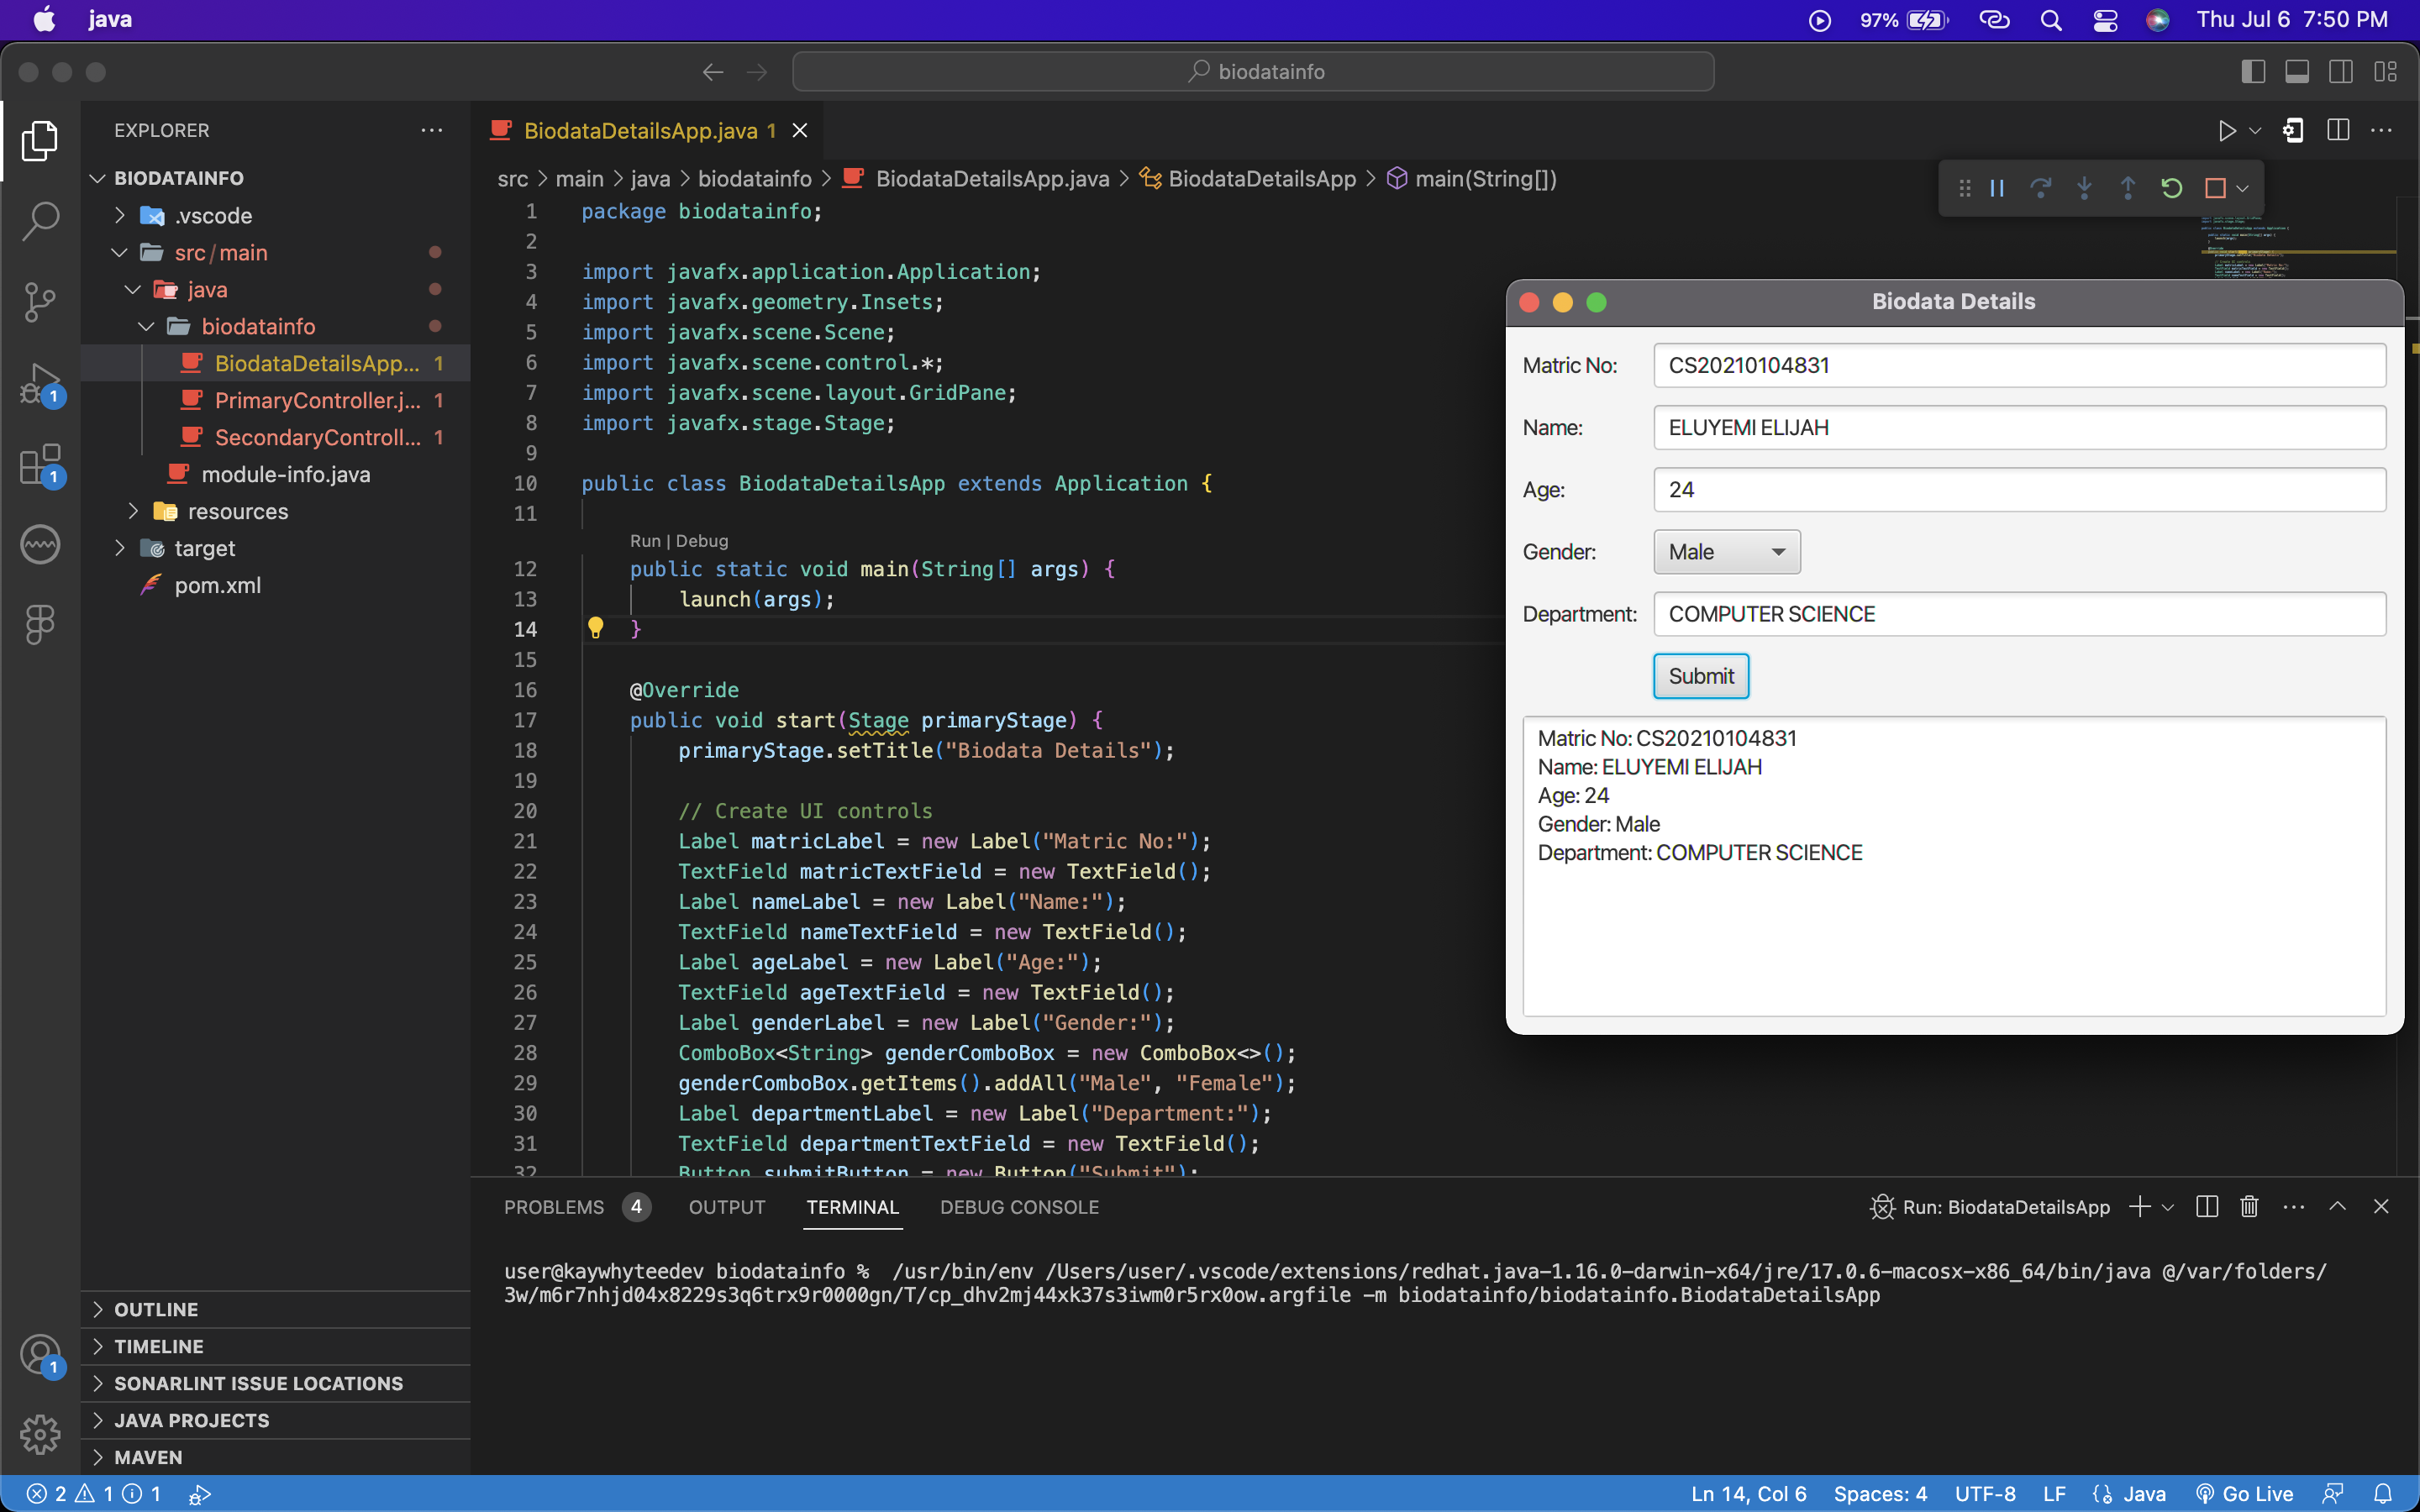 java
97%
Thu Jul 6 7:50 PM
biodatainfo
EXPLORER
BIODATAINFO
.vscode
src/main
java
biodatainfo
BiodataDetailsApp... 1
PrimaryController.j... 1
SecondaryControll... 1
module-info.java
resources
target
pom.xml
1
1
1
OUTLINE
TIMELINE
SONARLINT ISSUE LOCATIONS
JAVA PROJECTS
MAVEN
BiodataDetailsApp.java 1
src > main > java > biodatainfo > BiodataDetailsApp.java > BiodataDetailsApp > main(String[])
1 package biodatainfo;
2
3 import javafx.application.Application;
4 import javafx.geometry.Insets;
5 import javafx.scene.Scene;
6 import javafx.scene.control.*;
7 import javafx.scene.layout.GridPane;
8 import javafx.stage.Stage;
9
10 public class BiodataDetailsApp extends Application {
11
Run | Debug
12 public static void main(String[] args) {
13 launch(args);
14 }
15
16 @Override
17 public void start(Stage primaryStage) {
18 primaryStage.setTitle("Biodata Details");
19
20 // Create UI controls
21 Label matricLabel = new Label("Matric No:");
22 TextField matricTextField = new TextField();
23 Label nameLabel = new Label("Name:");
24 TextField nameTextField = new TextField();
25 Label ageLabel = new Label("Age:");
26 TextField ageTextField = new TextField();
27 Label genderLabel = new Label("Gender:");
28 ComboBox<String> genderComboBox = new ComboBox<>();
29 genderComboBox.getItems().addAll("Male", "Female");
30 Label departmentLabel = new Label("Department:");
31 TextField departmentTextField = new TextField();
32 Button submitButton = new Button("Submit");
Biodata Details
Matric No: CS20210104831
Name: ELUYEMI ELIJAH
Age: 24
Gender: Male
Department: COMPUTER SCIENCE
Submit
Matric No: CS20210104831
Name: ELUYEMI ELIJAH
Age: 24
Gender: Male
Department: COMPUTER SCIENCE
PROBLEMS 4 OUTPUT TERMINAL DEBUG CONSOLE
Run: BiodataDetailsApp
user@kaywhyteedev biodatainfo % /usr/bin/env /Users/user/.vscode/extensions/redhat.java-1.16.0-darwin-x64/jre/17.0.6-macosx-x86_64/bin/java @/var/folders/
3w/m6r7nhjd04x8229s3q6trx9r0000gn/T/cp_dhv2mj44xk37s3iwm0r5rx0ow.argfile -m biodatainfo/biodatainfo.BiodataDetailsApp
2 1 1
Ln 14, Col 6 Spaces: 4 UTF-8 LF Java Go Live